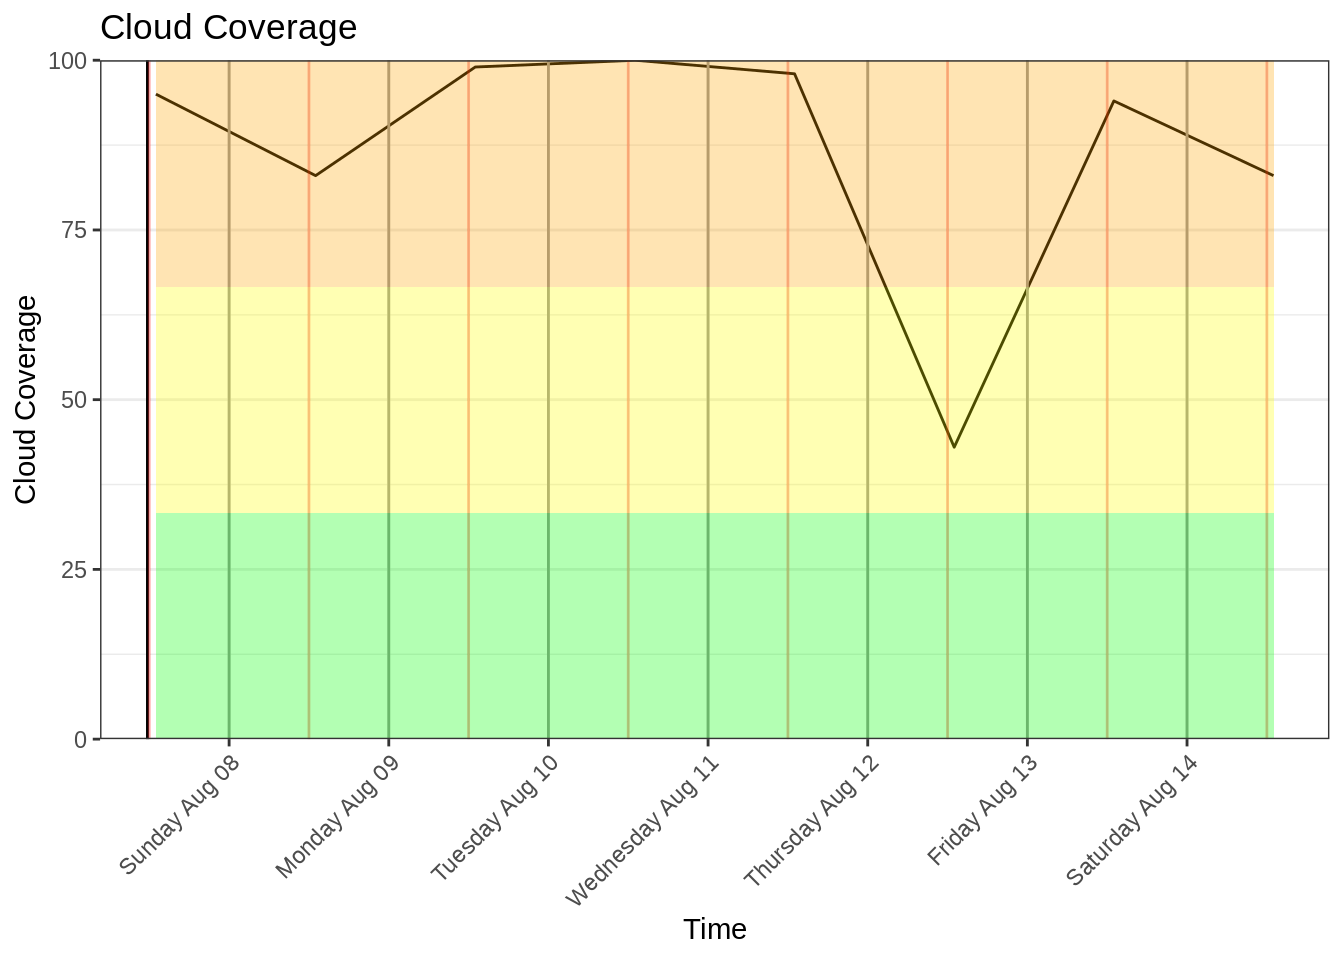 Cloud Coverage
100
75
50
25
0
Cloud Coverage
Sunday Aug 08
Monday Aug 09
Tuesday Aug 10
Wednesday Aug 11
Thursday Aug 12
Friday Aug 13
Saturday Aug 14
Time